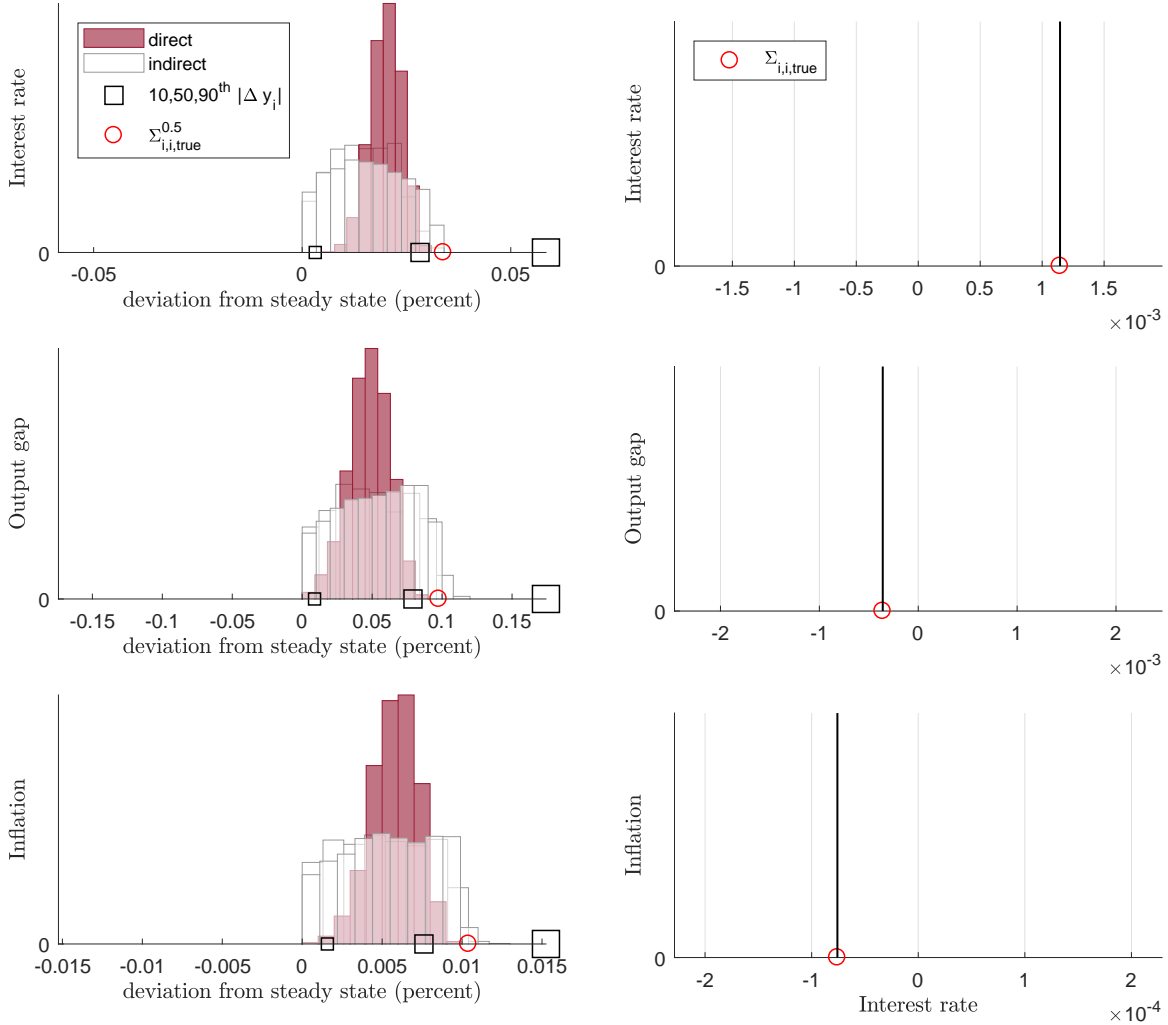 Interest rate
direct
indirect
10,50,90th |Δ yi|
Σ0.5i,i,true
0
-0.05 0 0.05
deviation from steady state (percent)
Interest rate
Σi,i,true
0
-1.5 -1 -0.5 0 0.5 1 1.5
×10-3
Output gap
0
-0.15 -0.1 -0.05 0 0.05 0.1 0.15
deviation from steady state (percent)
Output gap
0
-2 -1 0 1 2
×10-3
Inflation
0
-0.015 -0.01 -0.005 0 0.005 0.01 0.015
deviation from steady state (percent)
Inflation
0
-2 -1 0 1 2
Interest rate
×10-4